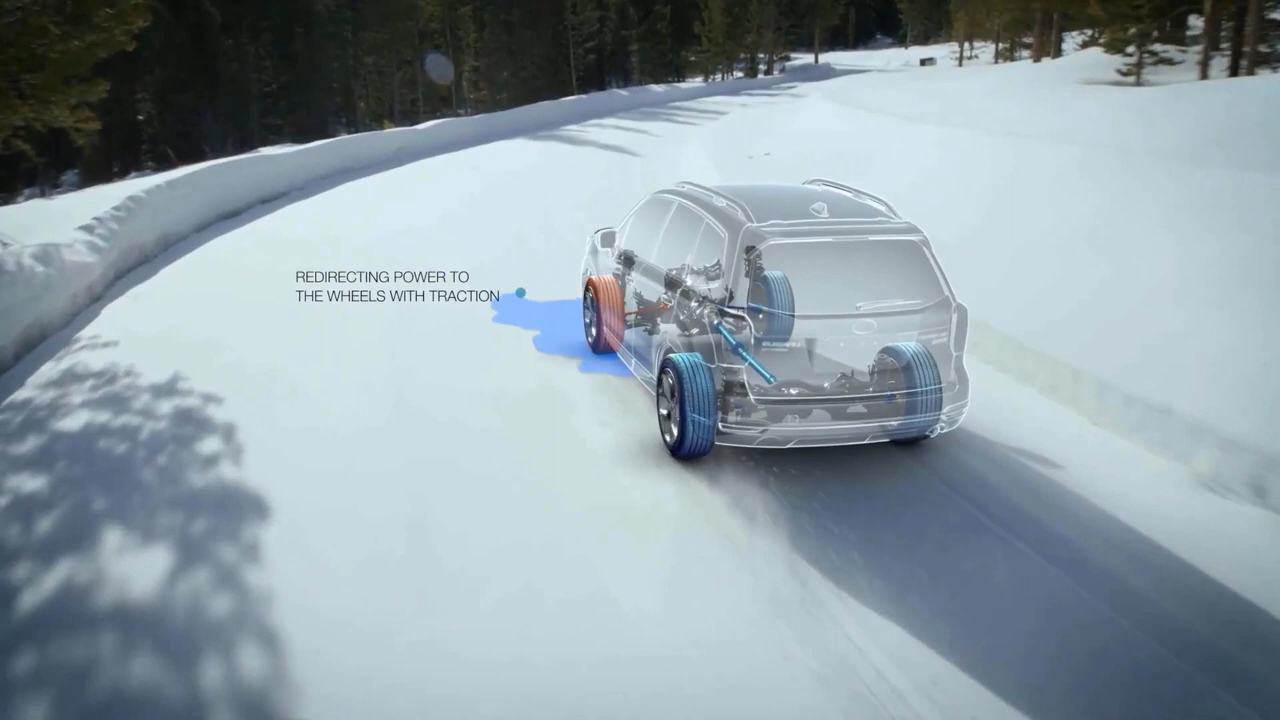 REDIRECTING POWER TO
THE WHEELS WITH TRACTION